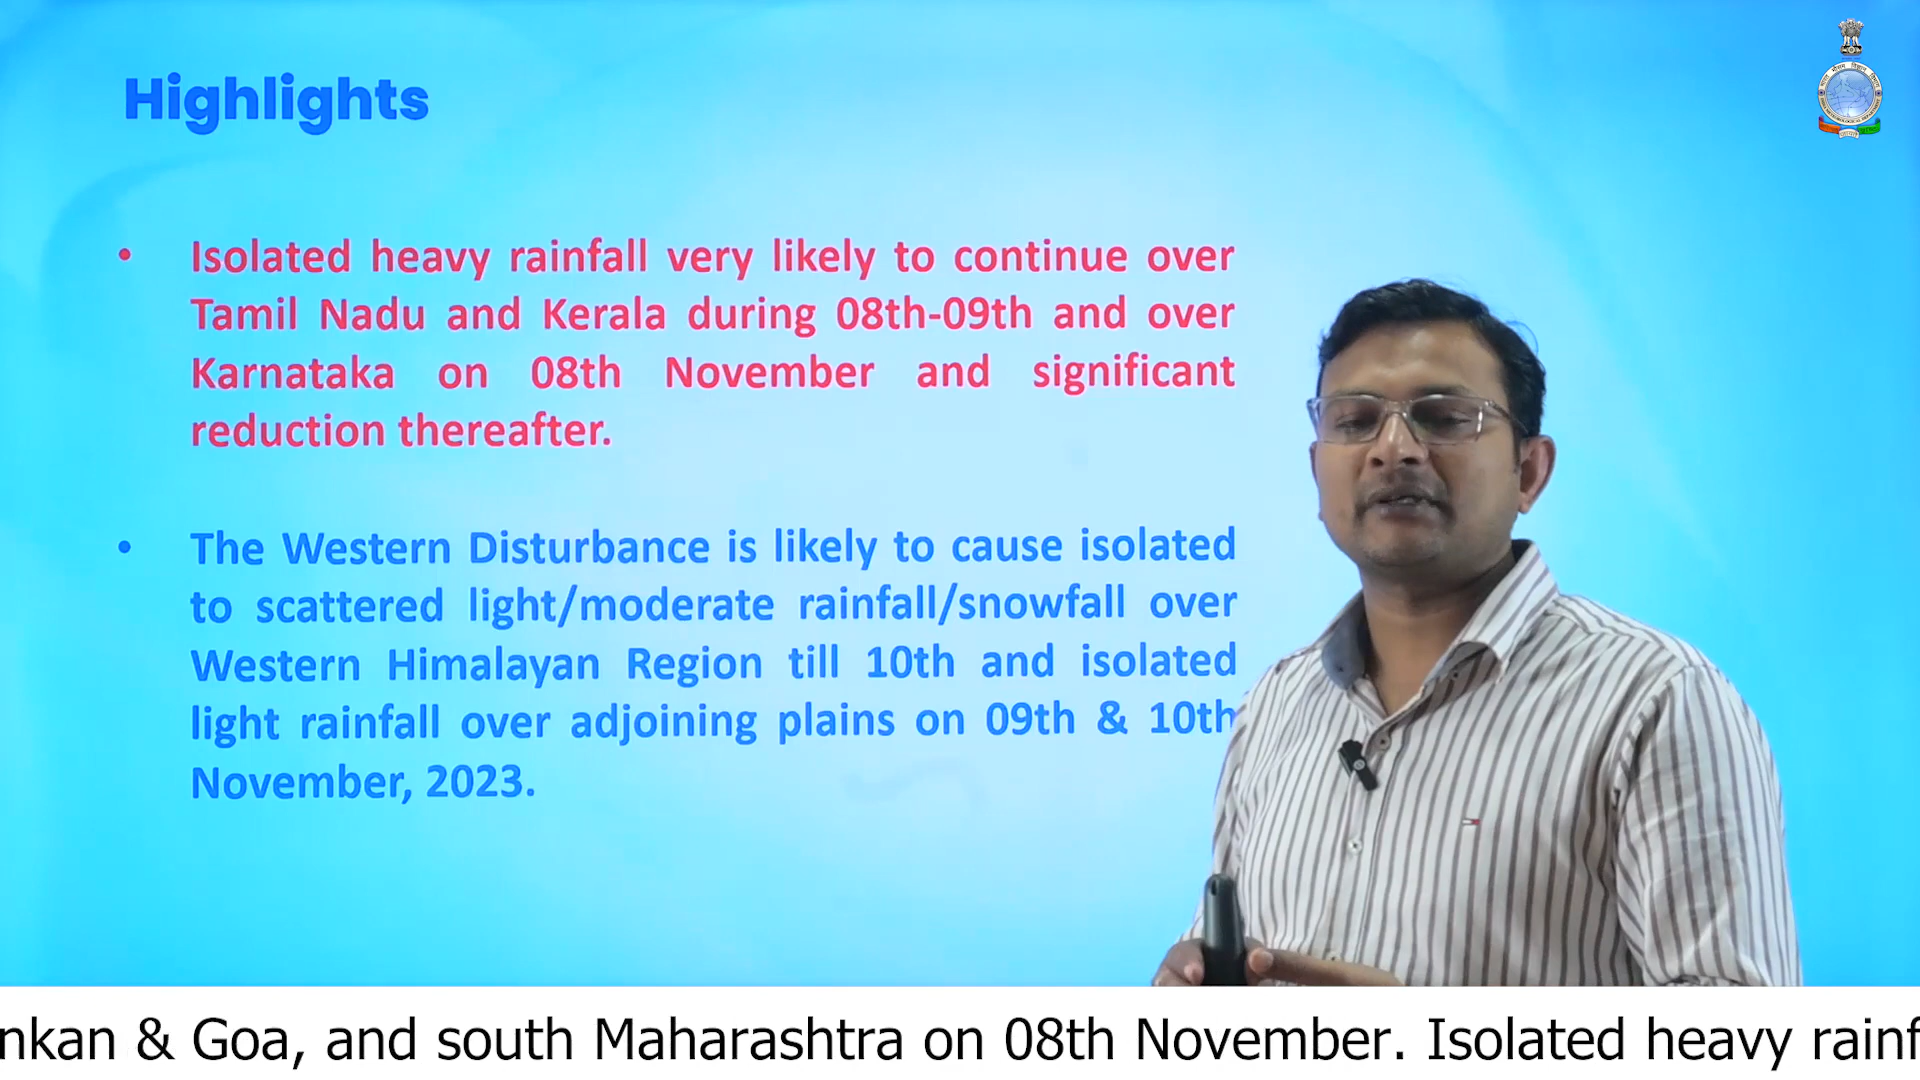 Highlights
• Isolated heavy rainfall very likely to continue over
Tamil Nadu and Kerala during 08th-09th and over
Karnataka on 08th November and significant
reduction thereafter.
• The Western Disturbance is likely to cause isolated
to scattered light/moderate rainfall/snowfall over
Western Himalayan Region till 10th and isolated
light rainfall over adjoining plains on 09th & 10th
November, 2023.
nkan & Goa, and south Maharashtra on 08th November. Isolated heavy rainf